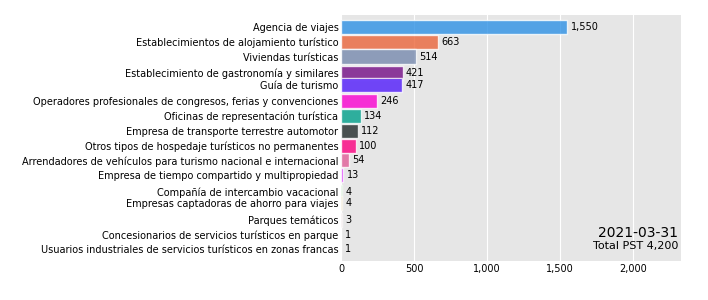 Agencia de viajes 1,550
Establecimientos de alojamiento turístico 663
Viviendas turísticas 514
Establecimiento de gastronomía y similares 421
Guía de turismo 417
Operadores profesionales de congresos, ferias y convenciones 246
Oficinas de representación turística 134
Empresa de transporte terrestre automotor 112
Otros tipos de hospedaje turísticos no permanentes 100
Arrendadores de vehículos para turismo nacional e internacional 54
Empresa de tiempo compartido y multipropiedad 13
Compañía de intercambio vacacional 4
Empresas captadoras de ahorro para viajes 4
Parques temáticos 3
Concesionarios de servicios turísticos en parque 1
Usuarios industriales de servicios turísticos en zonas francas 1
2021-03-31
Total PST 4,200
0 500 1,000 1,500 2,000